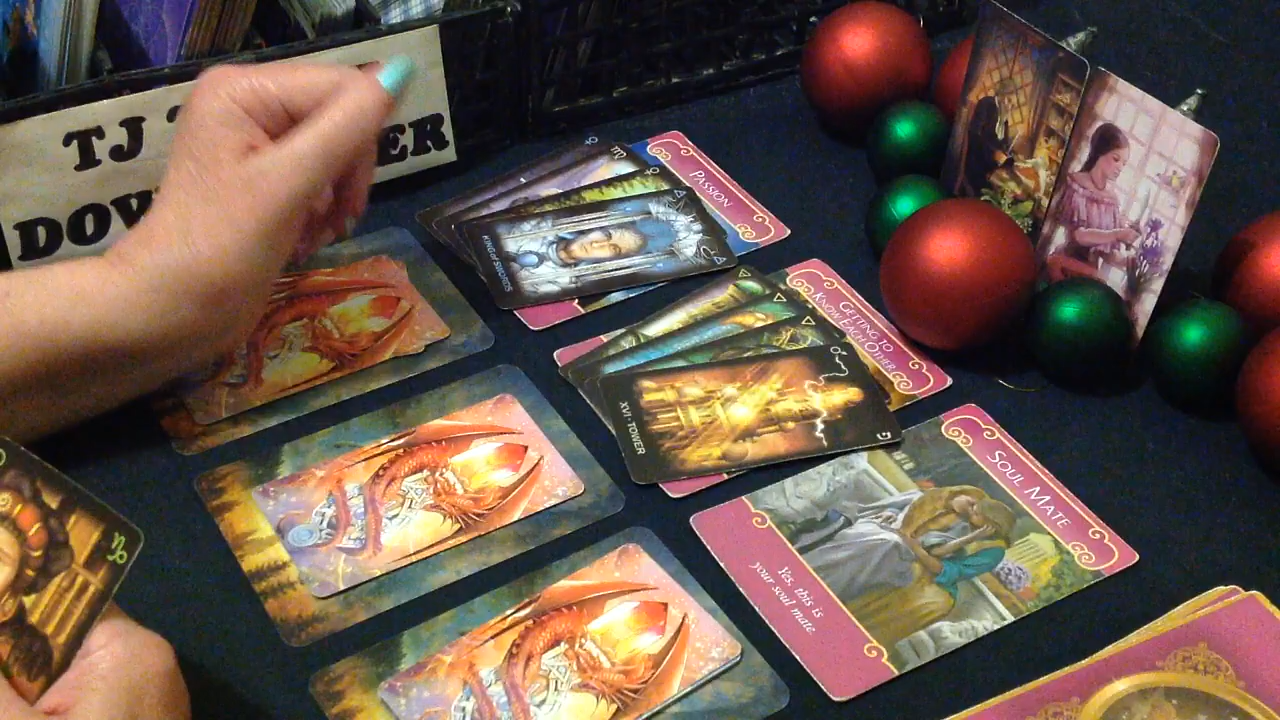 TJ
ER
DOW
PASSION
KING of SWORDS
GETTING TO
KNOW EACH OTHER
XVI · TOWER
SOUL MATE
Yes, this is
your soul mate